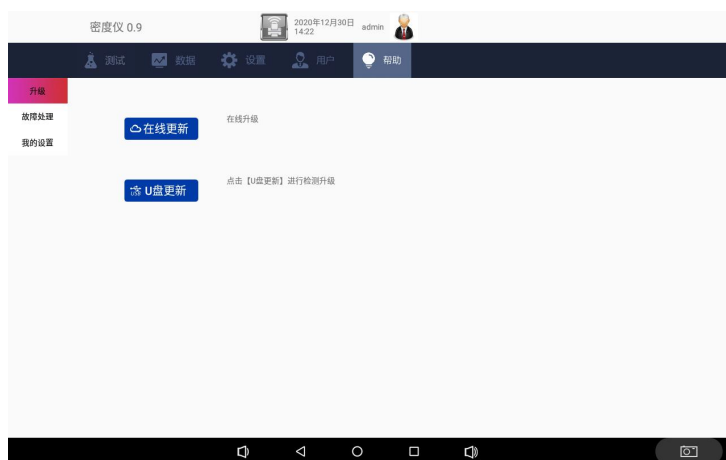 密度仪 0.9
2020年12月30日
14:22
admin
测试
数据
设置
用户
帮助
升级
故障处理
我的设置
在线更新
在线升级
U盘更新
点击【U盘更新】进行检测升级